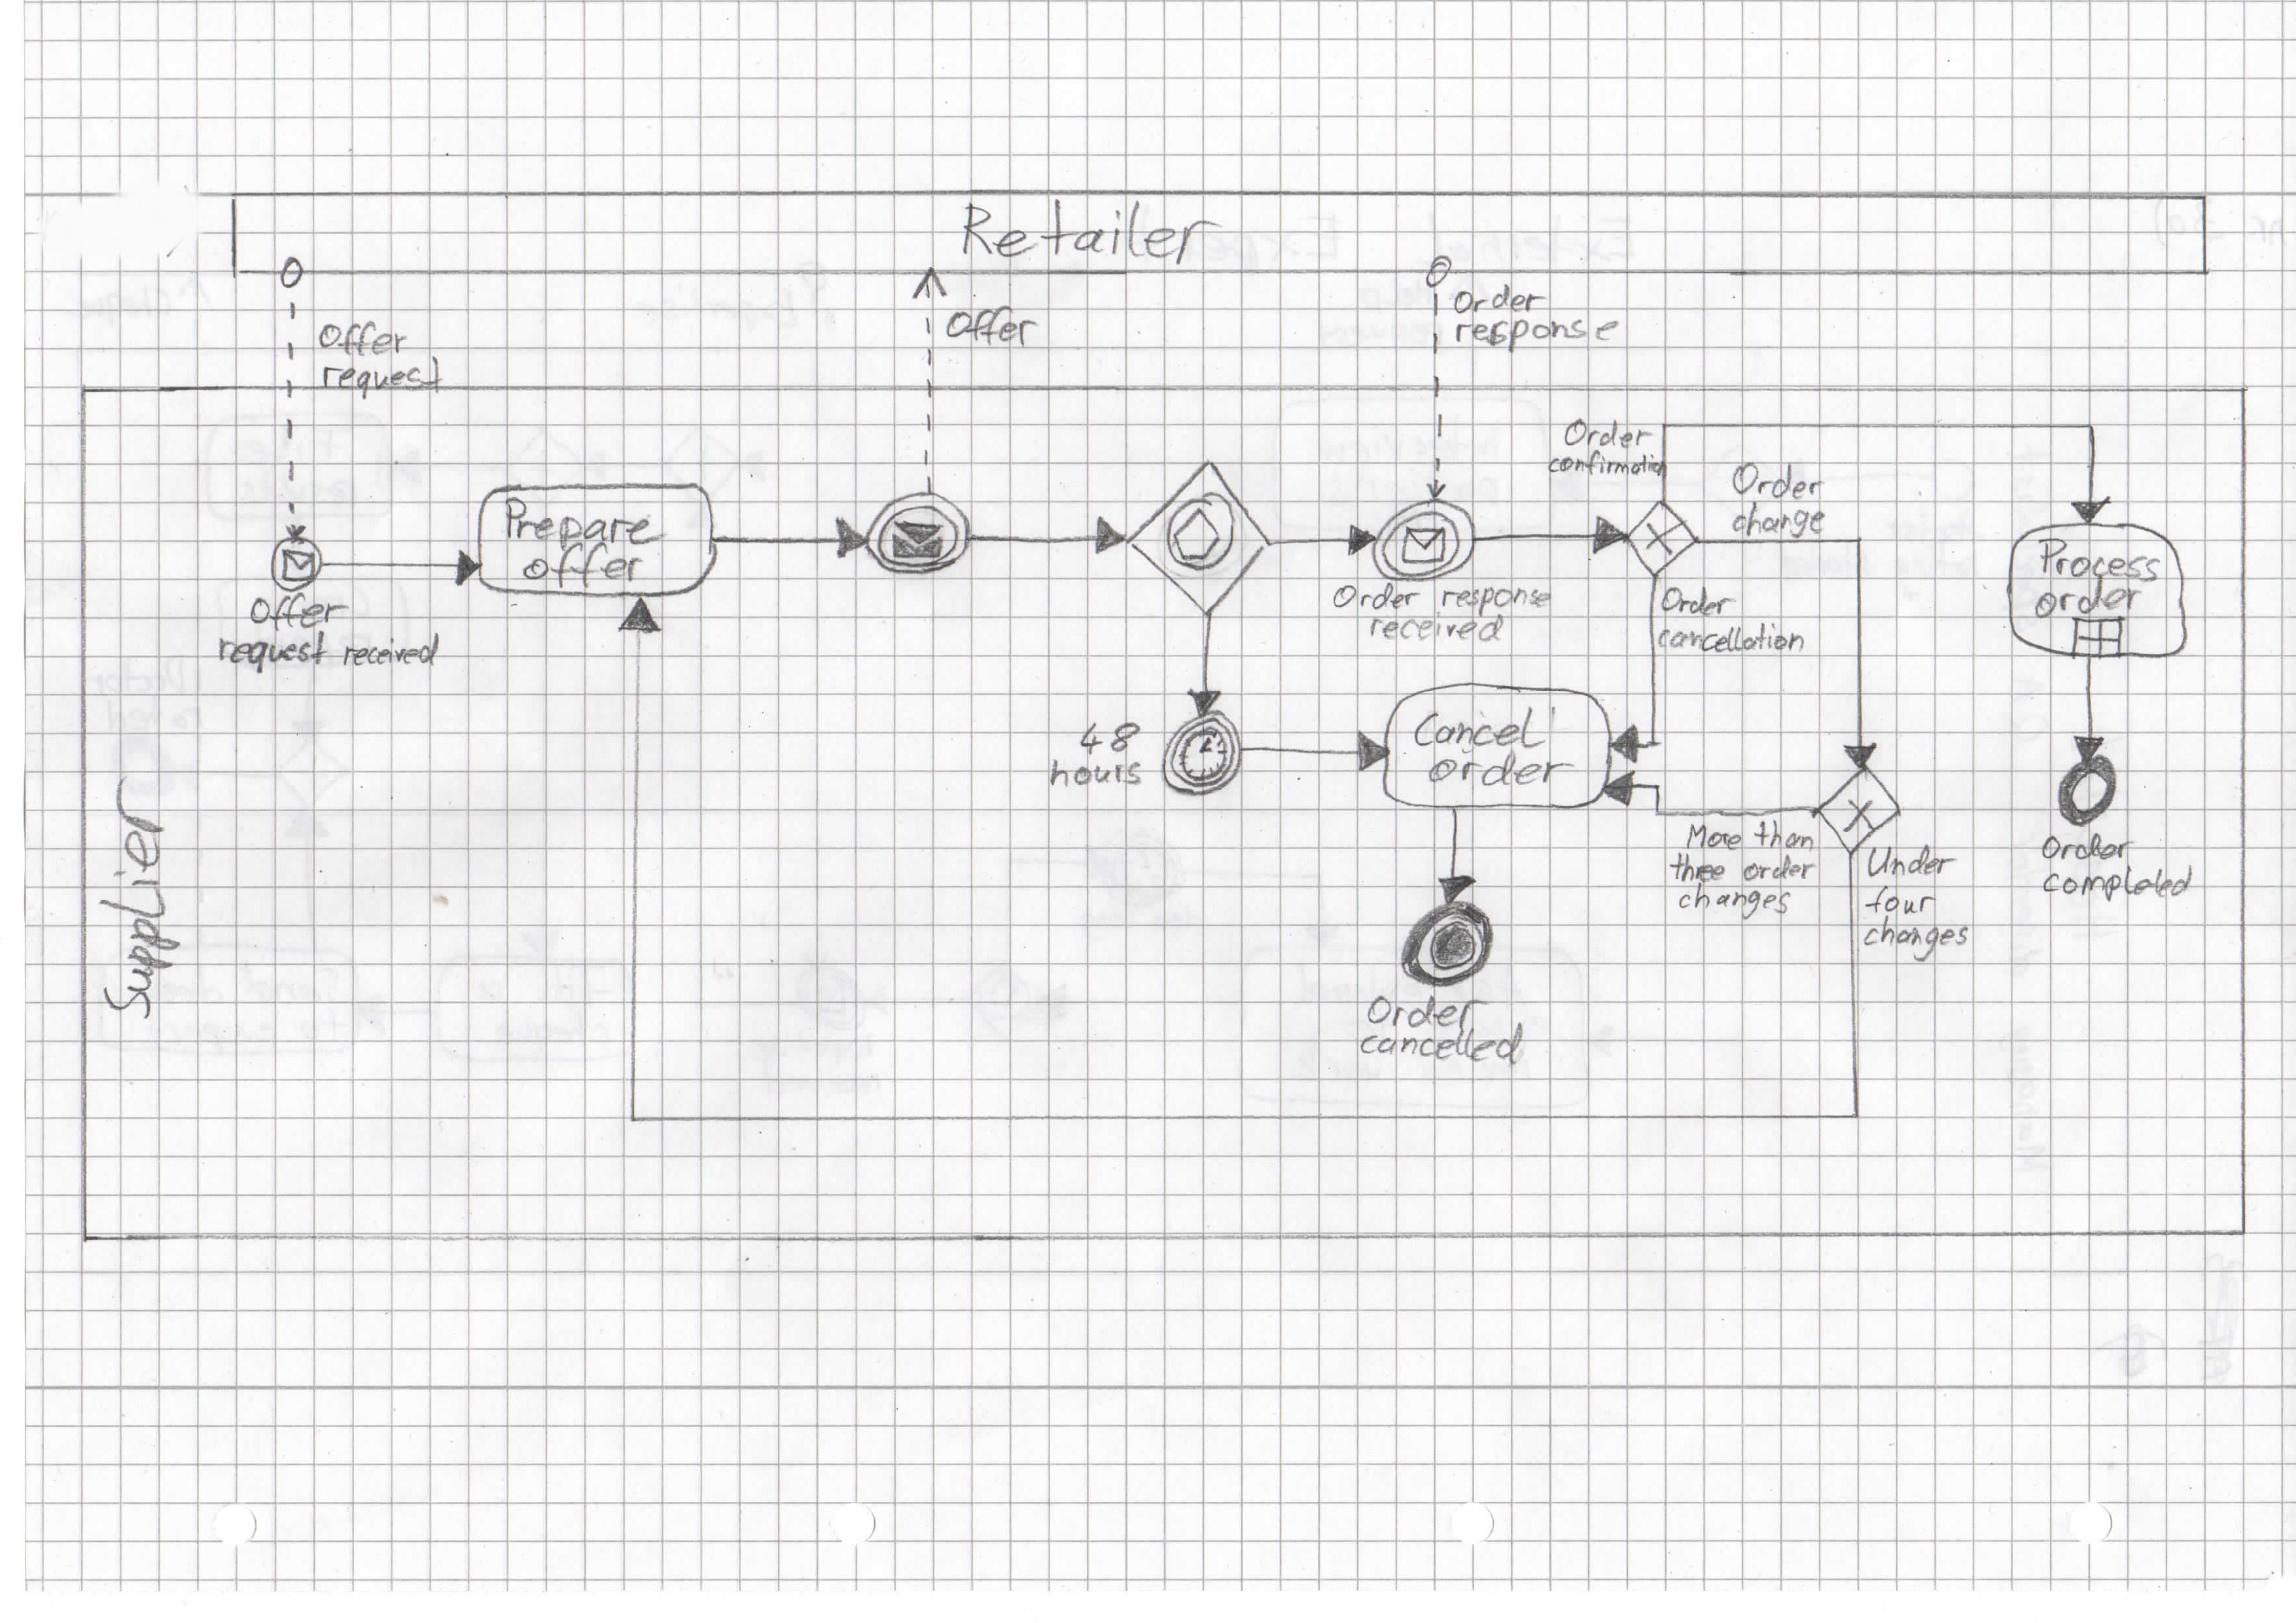 Retailer
Offer
request
Offer
Order
response
Order
confirmation
Order
change
Prepare
offer
Process
order
Offer
request received
Order response
received
Order
cancellation
48
hours
Cancel
order
More than
three order
changes
Under
four
changes
Order
completed
Supplier
Order
cancelled